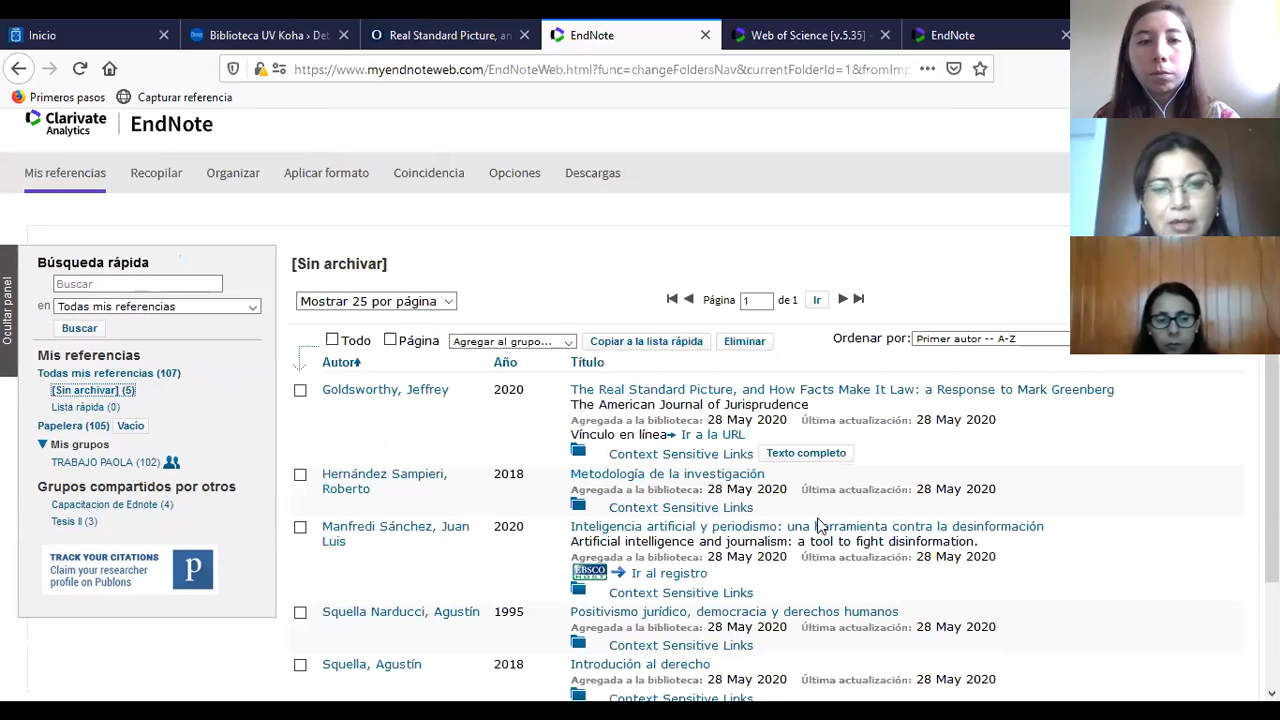 Inicio
Biblioteca UV Koha › Det
Real Standard Picture, an
EndNote
Web of Science [v.5.35]
EndNote
https://www.myendnoteweb.com/EndNoteWeb.html?func=changeFoldersNav&currentFolderId=1&fromImp
Primeros pasos
Capturar referencia
Clarivate
Analytics
EndNote
Mis referencias
Recopilar
Organizar
Aplicar formato
Coincidencia
Opciones
Descargas
Ocultar panel
Búsqueda rápida
Buscar
en Todas mis referencias
Buscar
Mis referencias
Todas mis referencias (107)
[Sin archivar] (5)
Lista rápida (0)
Papelera (105) Vacío
Mis grupos
TRABAJO PAOLA (102)
Grupos compartidos por otros
Capacitacion de Ednote (4)
Tesis II (3)
TRACK YOUR CITATIONS
Claim your researcher
profile on Publons
P
[Sin archivar]
Mostrar 25 por página
Página 1 de 1 Ir
Todo Página Agregar al grupo... Copiar a la lista rápida Eliminar
Ordenar por: Primer autor -- A-Z
Autor Año Título
Goldsworthy, Jeffrey 2020 The Real Standard Picture, and How Facts Make It Law: a Response to Mark Greenberg
The American Journal of Jurisprudence
Agregada a la biblioteca: 28 May 2020 Última actualización: 28 May 2020
Vínculo en línea Ir a la URL
Context Sensitive Links Texto completo
Hernández Sampieri, 2018 Metodología de la investigación
Roberto Agregada a la biblioteca: 28 May 2020 Última actualización: 28 May 2020
Context Sensitive Links
Manfredi Sánchez, Juan 2020 Inteligencia artificial y periodismo: una herramienta contra la desinformación
Luis Artificial intelligence and journalism: a tool to fight disinformation.
Agregada a la biblioteca: 28 May 2020 Última actualización: 28 May 2020
EBSCO HOST Ir al registro
Context Sensitive Links
Squella Narducci, Agustín 1995 Positivismo jurídico, democracia y derechos humanos
Agregada a la biblioteca: 28 May 2020 Última actualización: 28 May 2020
Context Sensitive Links
Squella, Agustín 2018 Introdución al derecho
Agregada a la biblioteca: 28 May 2020 Última actualización: 28 May 2020
Context Sensitive Links